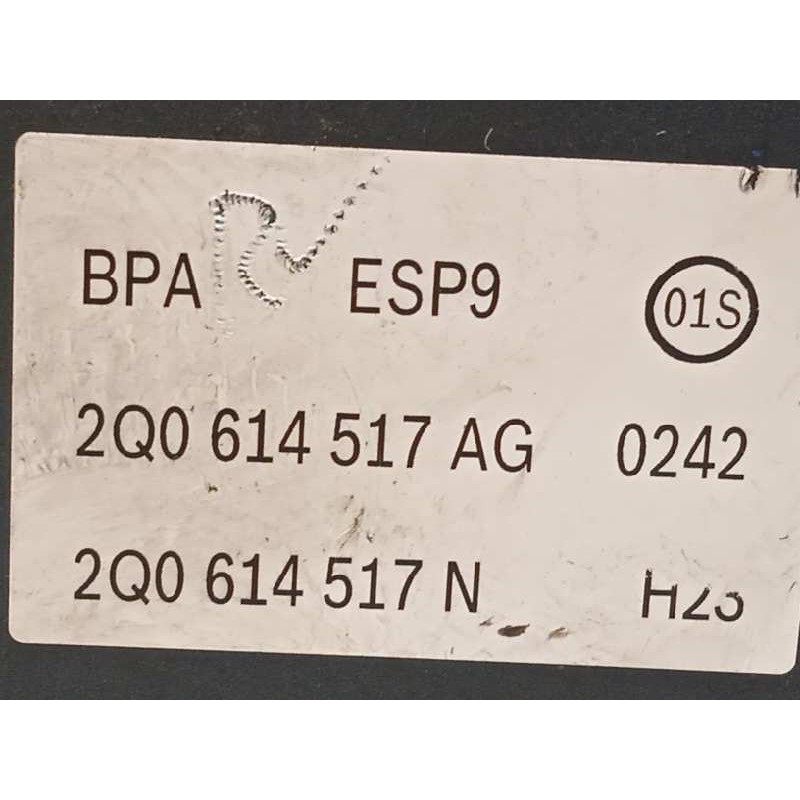 BPA ESP9 01S
2Q0 614 517 AG 0242
2Q0 614 517 N